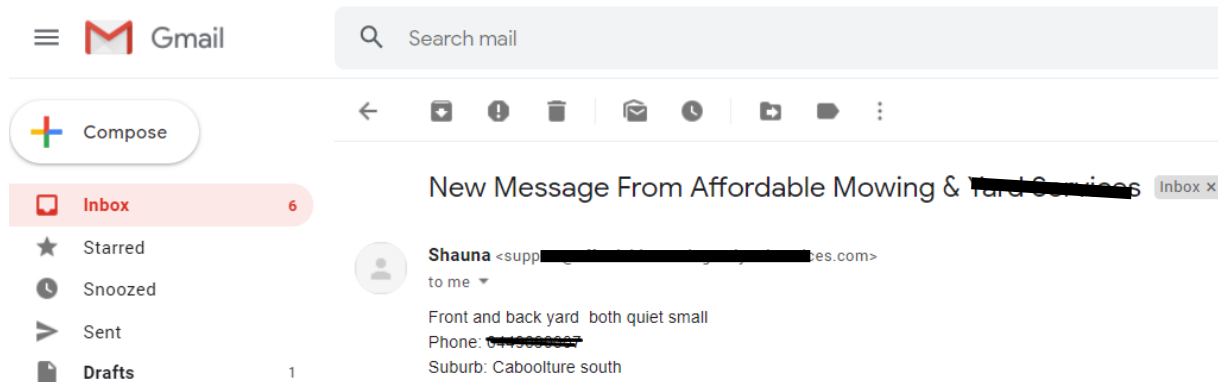 Gmail
Search mail
Compose
New Message From Affordable Mowing & Inbox ×
Inbox 6
Starred
Snoozed
Sent
Drafts 1
Shauna <supp ces.com>
to me
Front and back yard both quiet small
Phone:
Suburb: Caboolture south